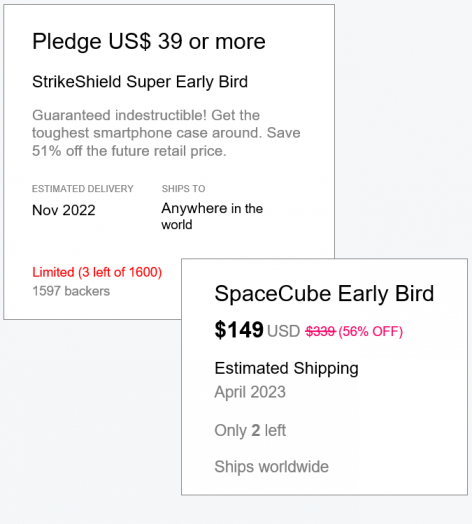 Pledge US$ 39 or more
StrikeShield Super Early Bird
Guaranteed indestructible! Get the
toughest smartphone case around. Save
51% off the future retail price.
ESTIMATED DELIVERY
Nov 2022
SHIPS TO
Anywhere in the
world
Limited (3 left of 1600)
1597 backers
SpaceCube Early Bird
$149 USD $339 (56% OFF)
Estimated Shipping
April 2023
Only 2 left
Ships worldwide